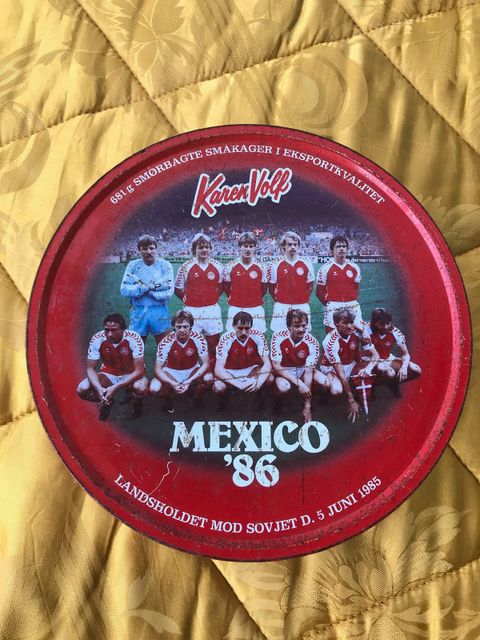 681 g SMØRBAGTE SMÅKAGER I EKSPORTKVALITET
Karen Volf
MEXICO
'86
LANDSHOLDET MOD SOVJET D. 5 JUNI 1985